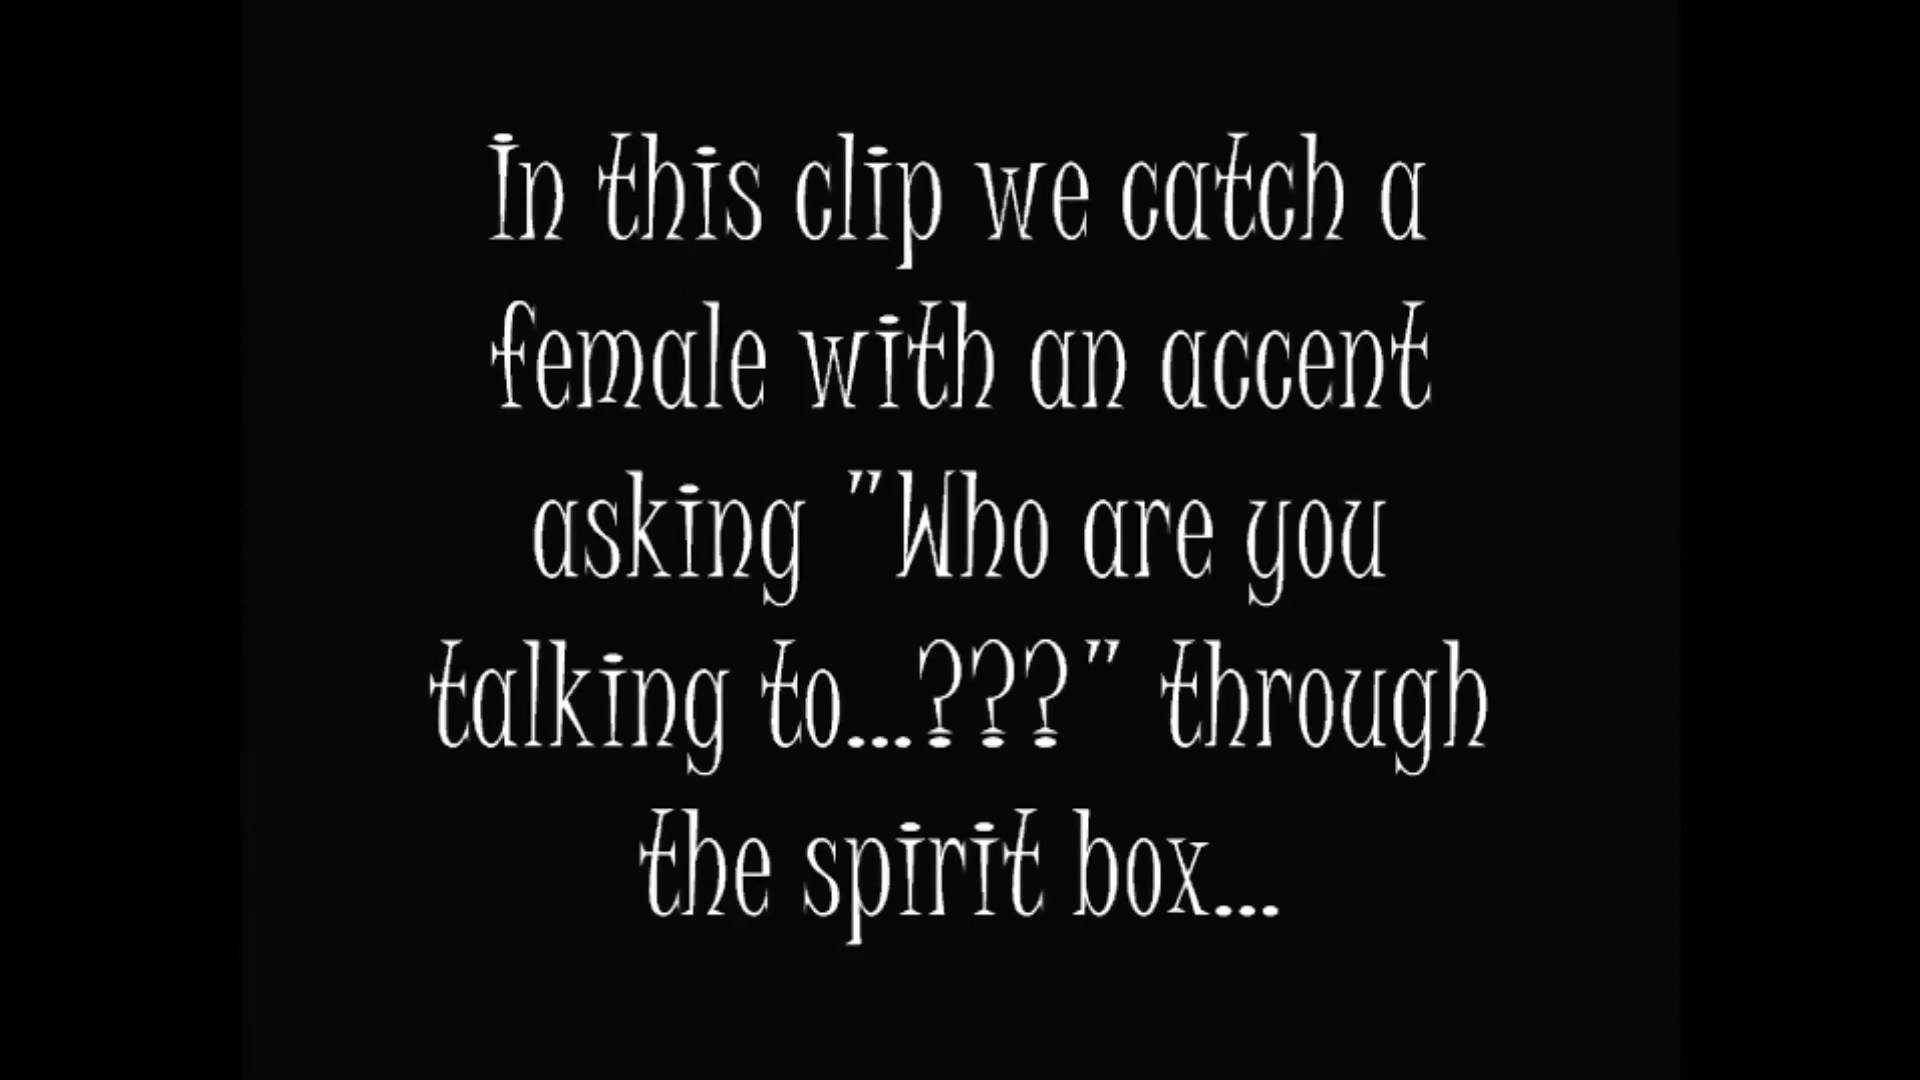 In this clip we catch a
female with an accent
asking "Who are you
talking to...???" through
the spirit box...